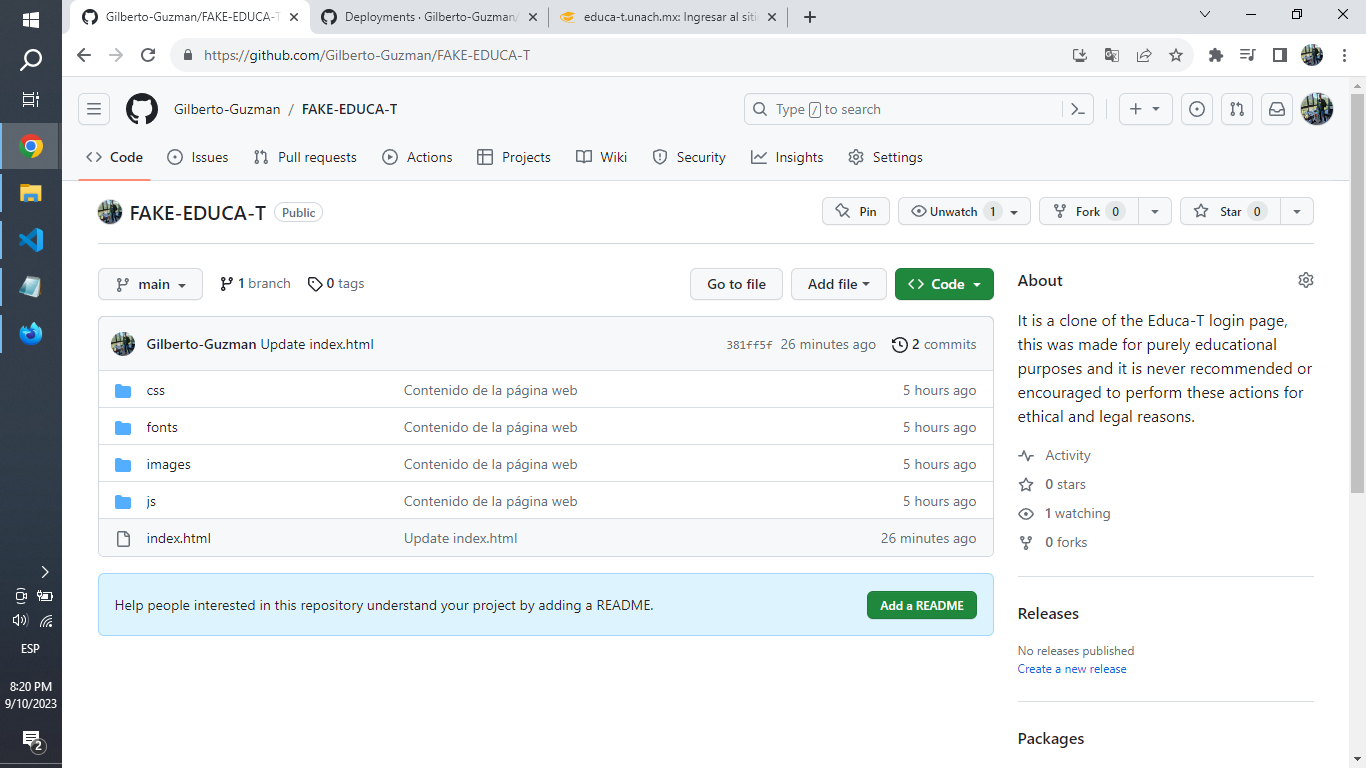 Gilberto-Guzman/FAKE-EDUCA-T
Deployments · Gilberto-Guzman/
educa-t.unach.mx: Ingresar al siti
https://github.com/Gilberto-Guzman/FAKE-EDUCA-T
Gilberto-Guzman / FAKE-EDUCA-T
Type / to search
Code Issues Pull requests Actions Projects Wiki Security Insights Settings
FAKE-EDUCA-T Public
Pin Unwatch 1 Fork 0 Star 0
main 1 branch 0 tags Go to file Add file Code
Gilberto-Guzman Update index.html 381ff5f 26 minutes ago 2 commits
css Contenido de la página web 5 hours ago
fonts Contenido de la página web 5 hours ago
images Contenido de la página web 5 hours ago
js Contenido de la página web 5 hours ago
index.html Update index.html 26 minutes ago
Help people interested in this repository understand your project by adding a README. Add a README
About
It is a clone of the Educa-T login page,
this was made for purely educational
purposes and it is never recommended or
encouraged to perform these actions for
ethical and legal reasons.
Activity
0 stars
1 watching
0 forks
Releases
No releases published
Create a new release
Packages
ESP
8:20 PM
9/10/2023
2